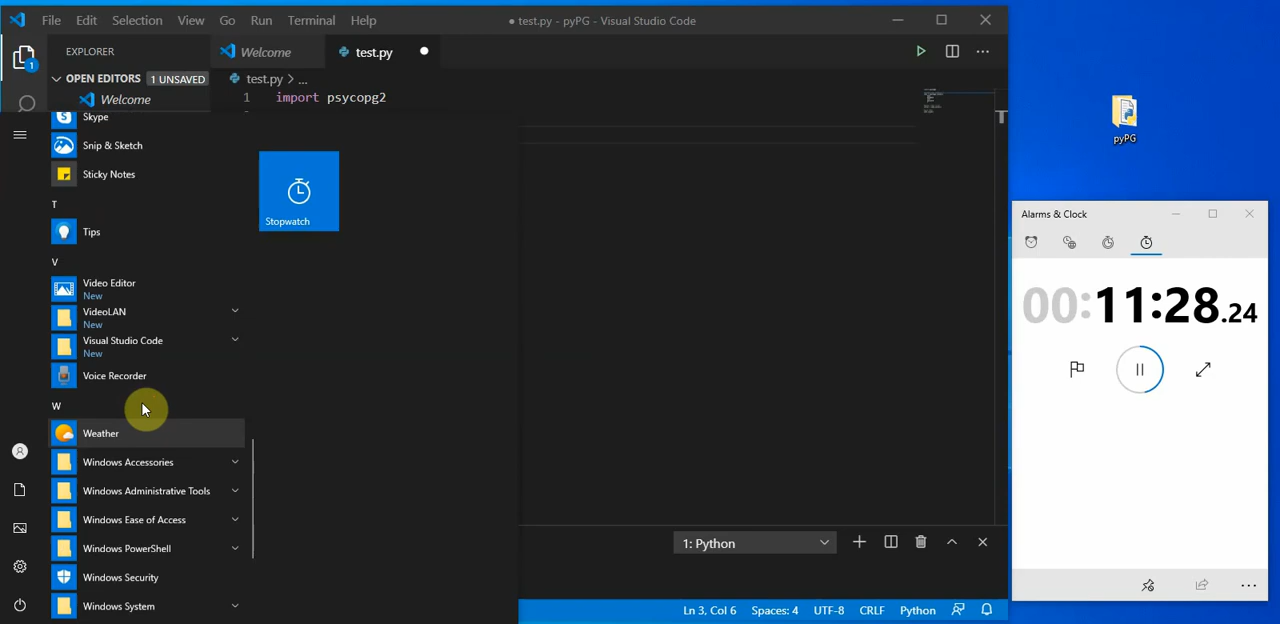 File Edit Selection View Go Run Terminal Help
● test.py - pyPG - Visual Studio Code
EXPLORER
Welcome
test.py
OPEN EDITORS
1 UNSAVED
Welcome
test.py > ...
1 import psycopg2
1
Skype
Snip & Sketch
Sticky Notes
T
Tips
V
Video Editor
New
VideoLAN
New
Visual Studio Code
New
Voice Recorder
W
Weather
Windows Accessories
Windows Administrative Tools
Windows Ease of Access
Windows PowerShell
Windows Security
Windows System
Stopwatch
1: Python
Ln 3, Col 6 Spaces: 4 UTF-8 CRLF Python
pyPG
Alarms & Clock
00:11:28.24